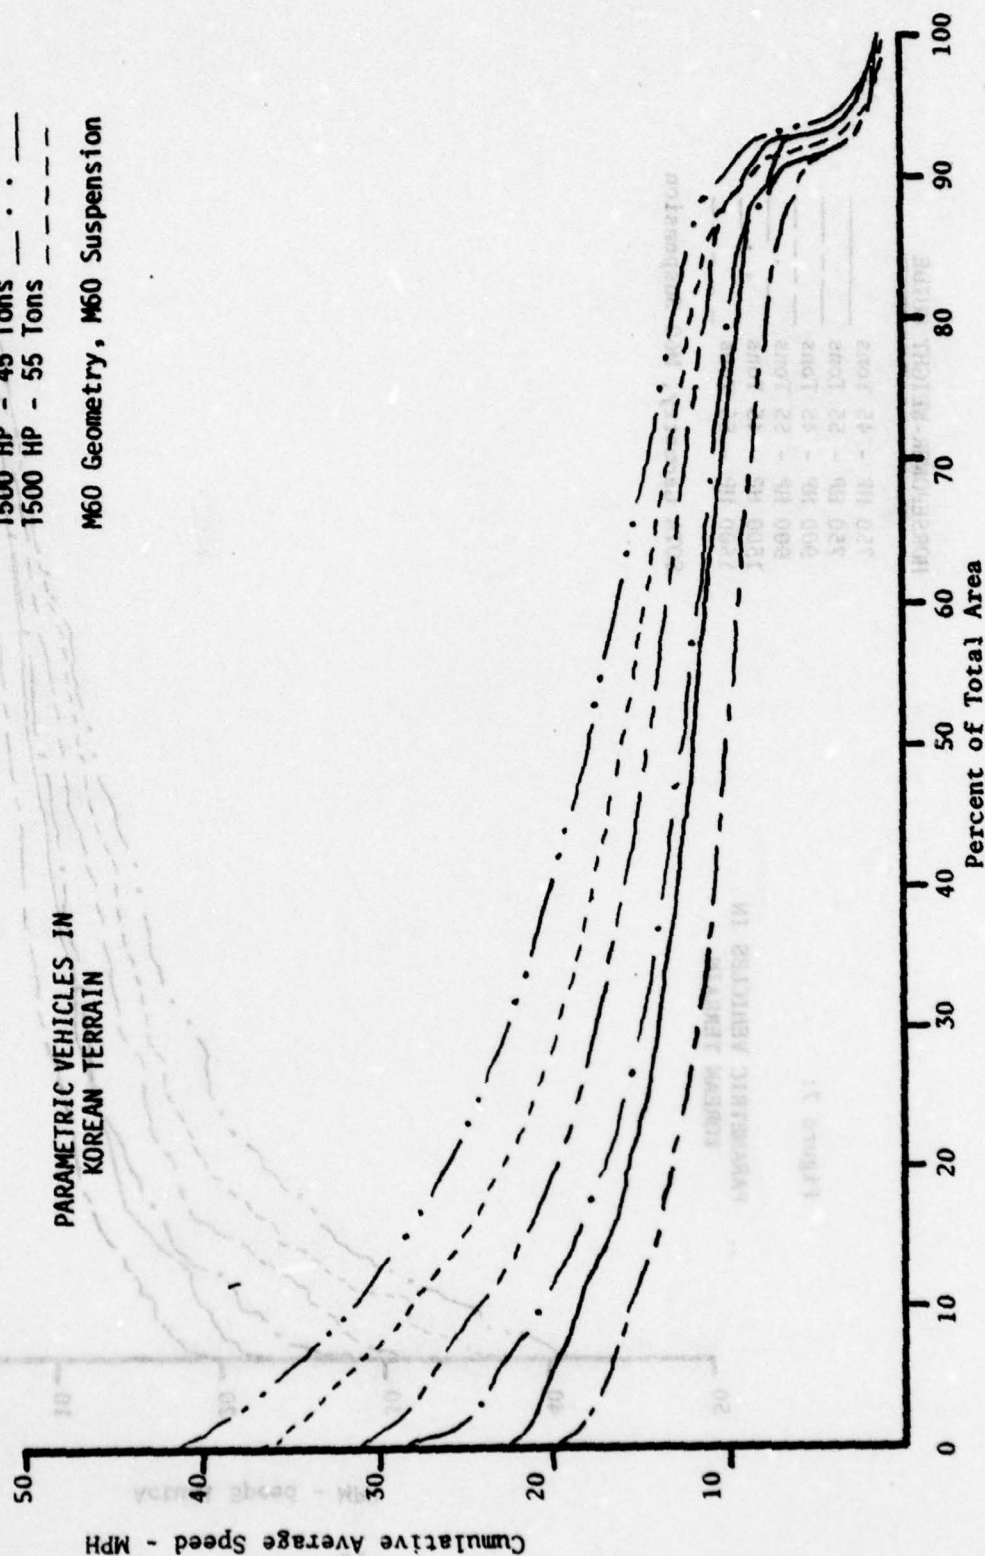 1500 HP - 45 Tons
1500 HP - 55 Tons
M60 Geometry, M60 Suspension
PARAMETRIC VEHICLES IN
KOREAN TERRAIN
Cumulative Average Speed - MPH
50
40
30
20
10
0
10
20
30
40
50
60
70
80
90
100
Percent of Total Area